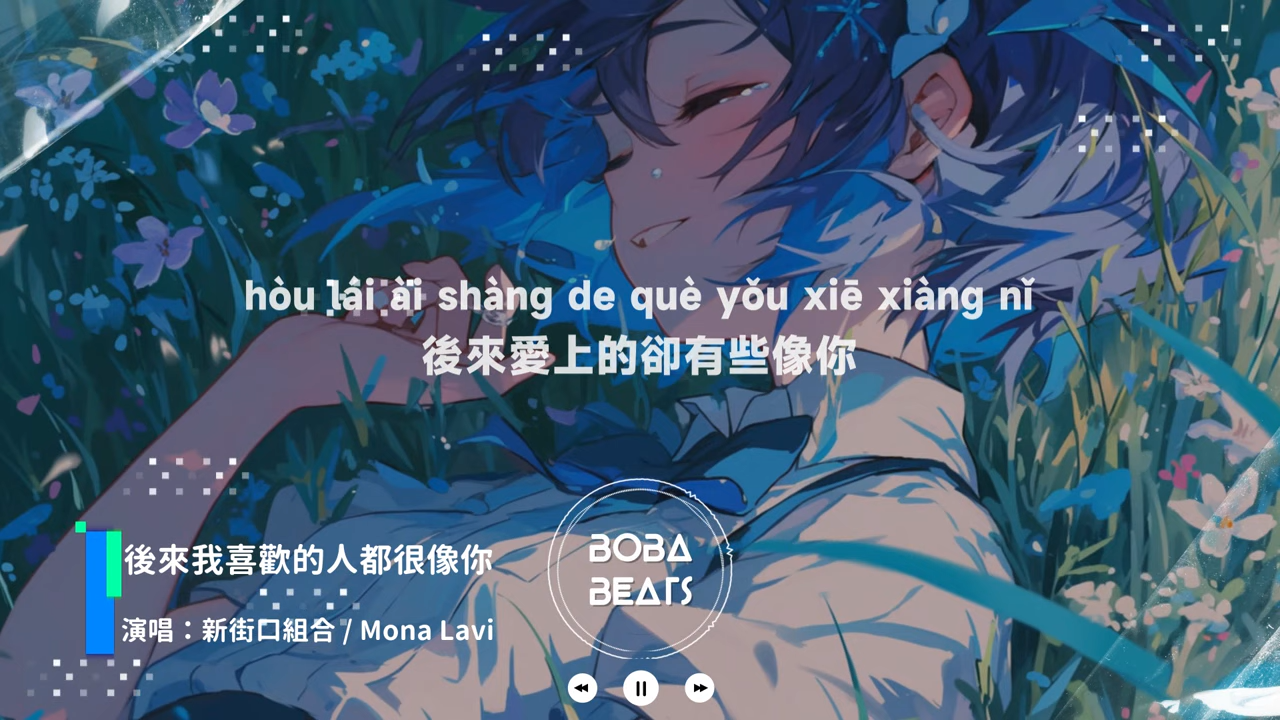 hòu lái ài shàng de què yǒu xiē xiàng nǐ
後來愛上的卻有些像你
後來我喜歡的人都很像你
演唱：新街口組合 / Mona Lavi
BOBA
BEATS